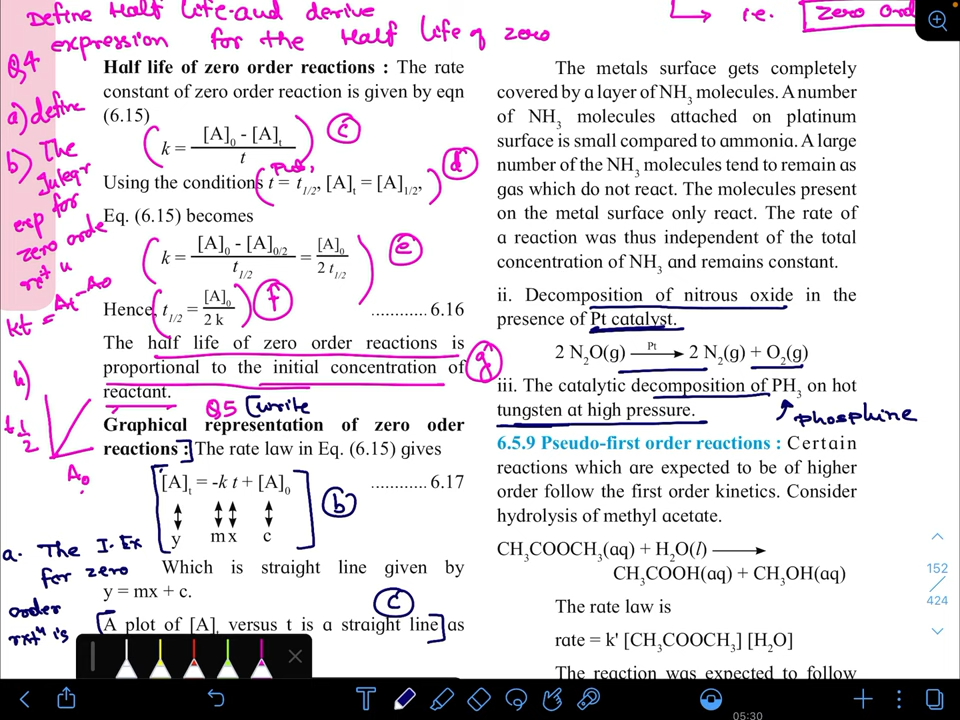 Define Half life and derive
expression for the Half life of zero
i.e. Zero Ord
Q4
a) define
b) The
Integr
exp for
zero orde
rxtn
kt = At - Ao
h)
t 1/2
Ao
Half life of zero order reactions : The rate
constant of zero order reaction is given by eqn
(6.15)
k = [A]0 - [A]t / t
c
Put,
Using the conditions t = t1/2, [A]t = [A]1/2,
d
Eq. (6.15) becomes
k = [A]0 - [A]0/2 / t1/2 = [A]0 / 2 t1/2
e
Hence, t1/2 = [A]0 / 2 k ............ 6.16
f
The half life of zero order reactions is
proportional to the initial concentration of
reactant.
g
Q5 (write
Graphical representation of zero oder
reactions : The rate law in Eq. (6.15) gives
[A]t = -k t + [A]0 ............ 6.17
y m x c
b
a. The I. Ex
for zero
order
rxtn is
Which is straight line given by
y = mx + c.
C
A plot of [A]t versus t is a straight line as
The metals surface gets completely
covered by a layer of NH3 molecules. A number
of NH3 molecules attached on platinum
surface is small compared to ammonia. A large
number of the NH3 molecules tend to remain as
gas which do not react. The molecules present
on the metal surface only react. The rate of
a reaction was thus independent of the total
concentration of NH3 and remains constant.
ii. Decomposition of nitrous oxide in the
presence of Pt catalyst.
2 N2O(g) Pt ⟶ 2 N2(g) + O2(g)
iii. The catalytic decomposition of PH3 on hot
tungsten at high pressure.
phosphine
6.5.9 Pseudo-first order reactions : Certain
reactions which are expected to be of higher
order follow the first order kinetics. Consider
hydrolysis of methyl acetate.
CH3COOCH3(aq) + H2O(l) ⟶
CH3COOH(aq) + CH3OH(aq)
The rate law is
rate = k' [CH3COOCH3] [H2O]
The reaction was expected to follow
152
424
05:30